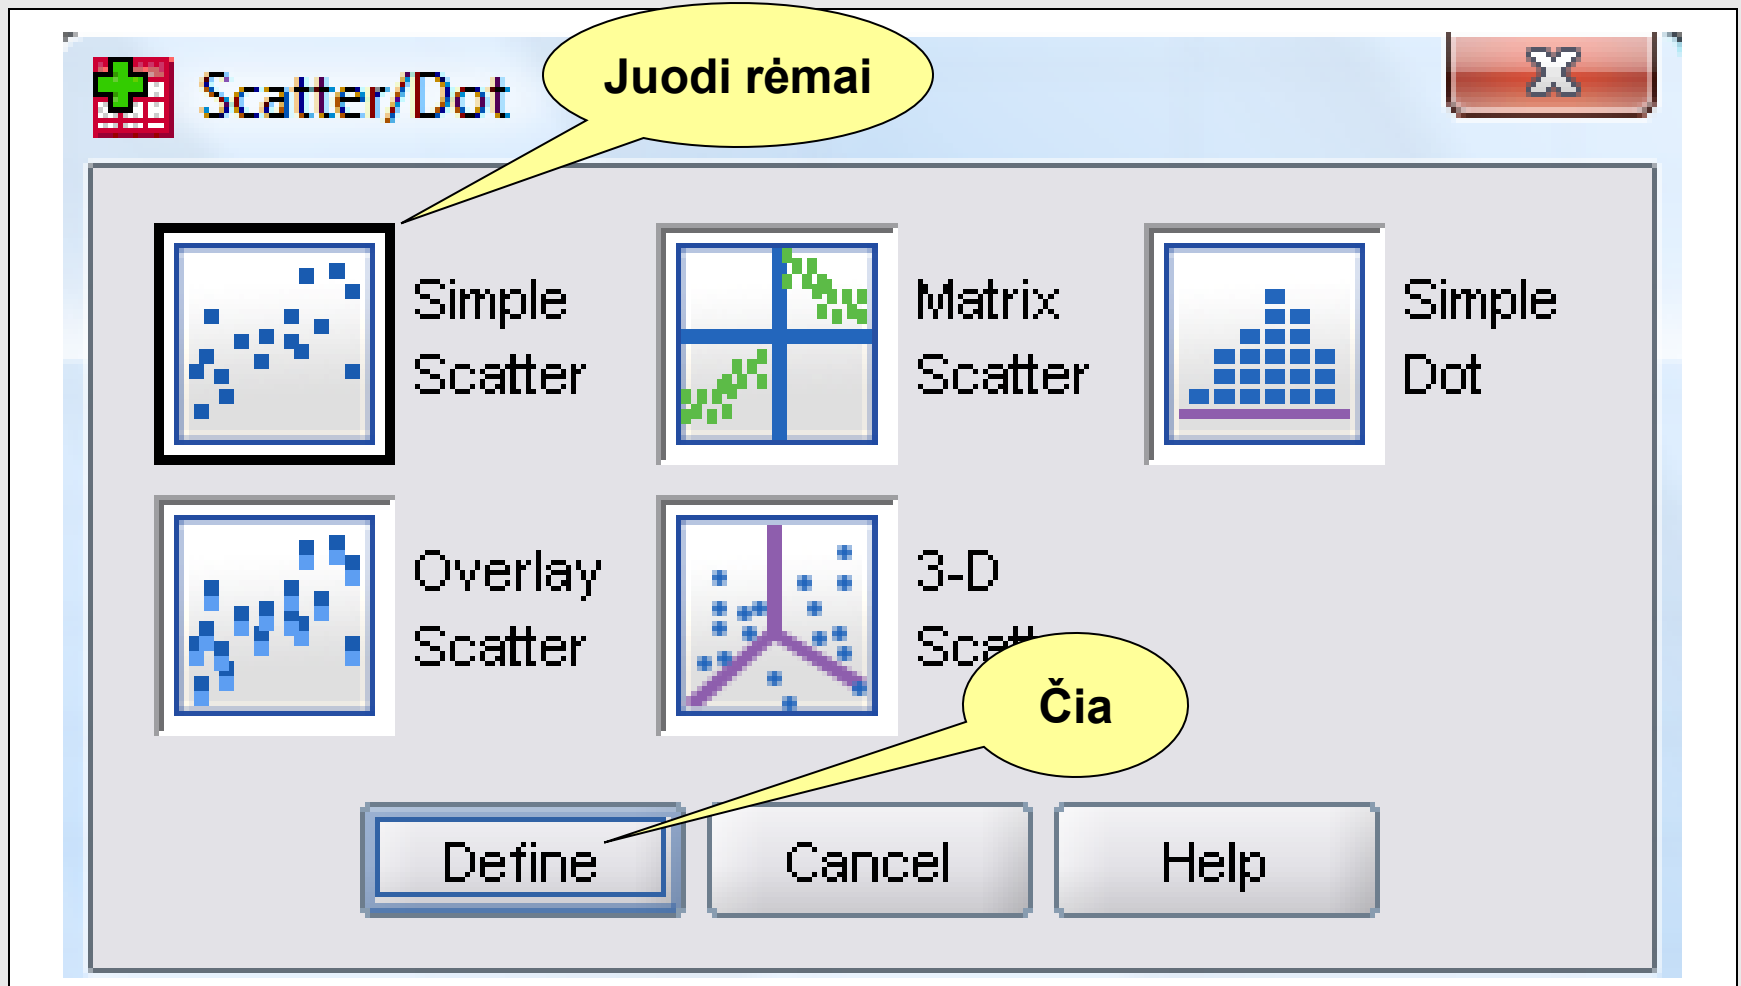 Scatter/Dot
Juodi rėmai
Simple
Scatter
Matrix
Scatter
Simple
Dot
Overlay
Scatter
3-D
Čia
Define
Cancel
Help